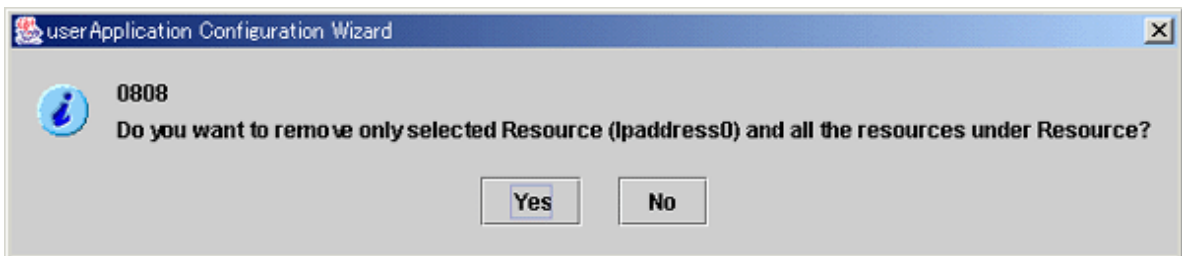 userApplication Configuration Wizard
0808
Do you want to remove only selected Resource (Ipaddress0) and all the resources under Resource?
Yes
No